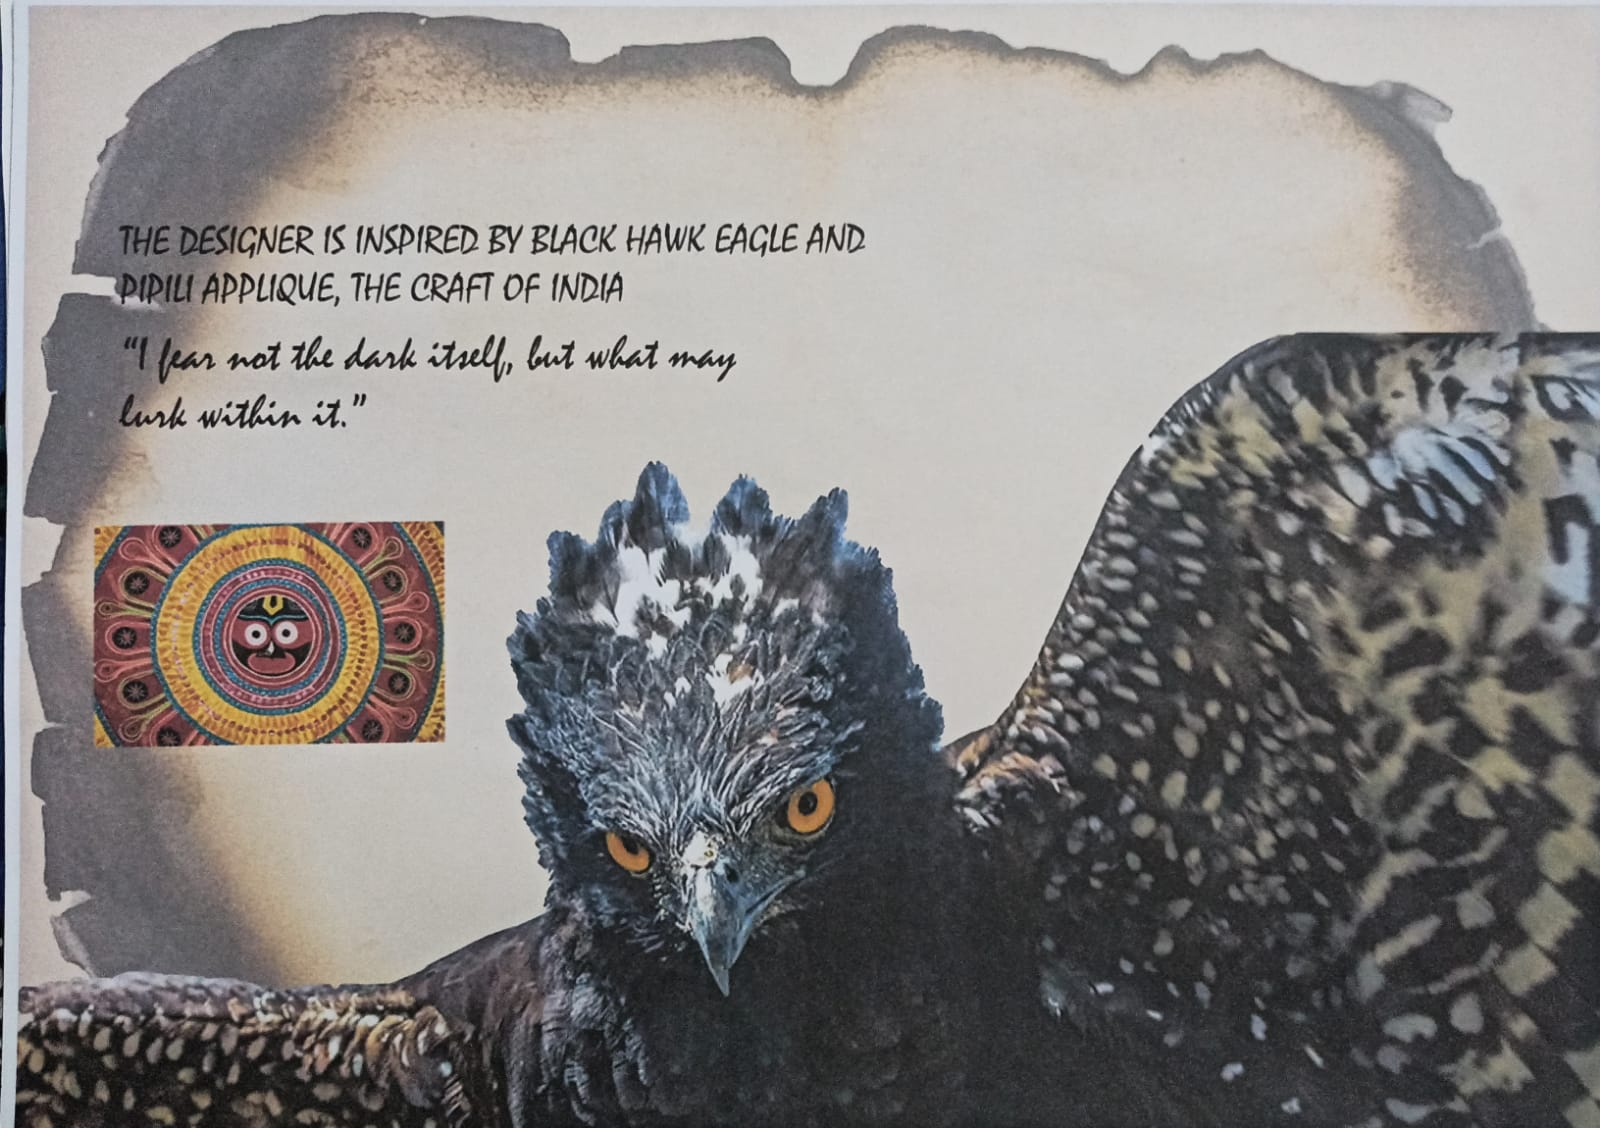 THE DESIGNER IS INSPIRED BY BLACK HAWK EAGLE AND
PIPILI APPLIQUE, THE CRAFT OF INDIA
“I fear not the dark itself, but what may
lurk within it.”